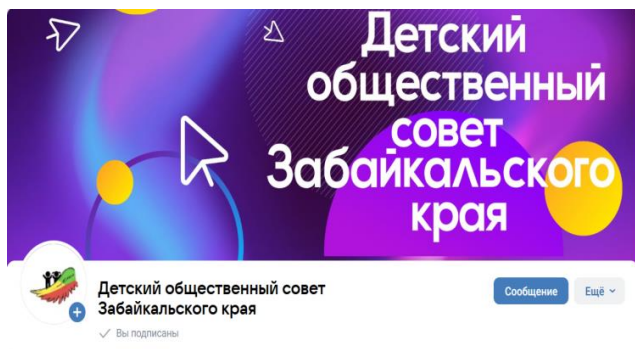 Детский
общественный
совет
Забайкальского
края
Детский общественный совет
Забайкальского края
Сообщение
Ещё
Вы подписаны